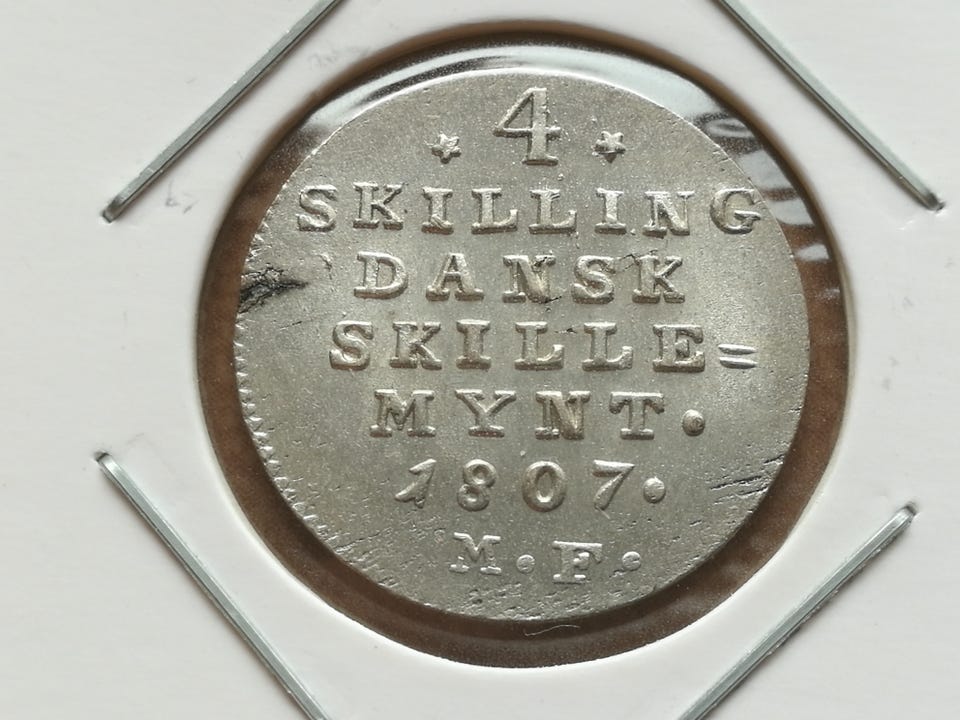 4
SKILLING
DANSK
SKILLE=
MYNT.
1807.
M.F.